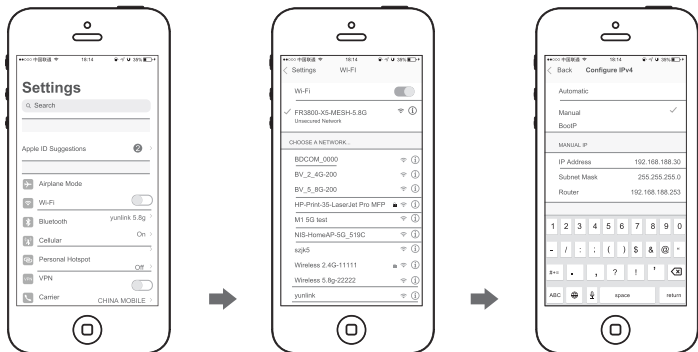 中国联通 18:14 39%
Settings
Search
Apple ID Suggestions 2
Airplane Mode
Wi-Fi
Bluetooth yunlink 5.8g
Cellular On
Personal Hotspot
Off
VPN
Carrier CHINA MOBILE
中国联通 18:14 39%
Settings WI-FI
Wi-Fi
FR3800-X5-MESH-5.8G
Unsecured Network
CHOOSE A NETWORK...
BDCOM_0000
BV_2_4G-200
BV_5_8G-200
HP-Print-35-LaserJet Pro MFP
M1 5G test
NIS-HomeAP-5G_519C
szjk5
Wireless 2.4G-11111
Wireless 5.8g-22222
yunlink
中国联通 18:14 39%
Back Configure IPv4
Automatic
Manual
BootP
MANUAL IP
IP Address 192.168.188.30
Subnet Mask 255.255.255.0
Router 192.168.188.253
1 2 3 4 5 6 7 8 9 0
- / : ; ( ) $ & @ "
#+= . , ? ! '
ABC space return